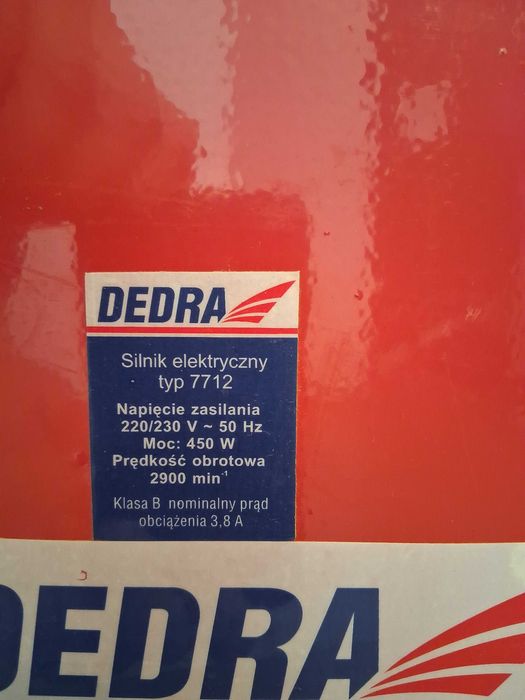 DEDRA
Silnik elektryczny
typ 7712
Napięcie zasilania
220/230 V ~ 50 Hz
Moc: 450 W
Prędkość obrotowa
2900 min⁻¹
Klasa B nominalny prąd
obciążenia 3,8 A
DEDRA